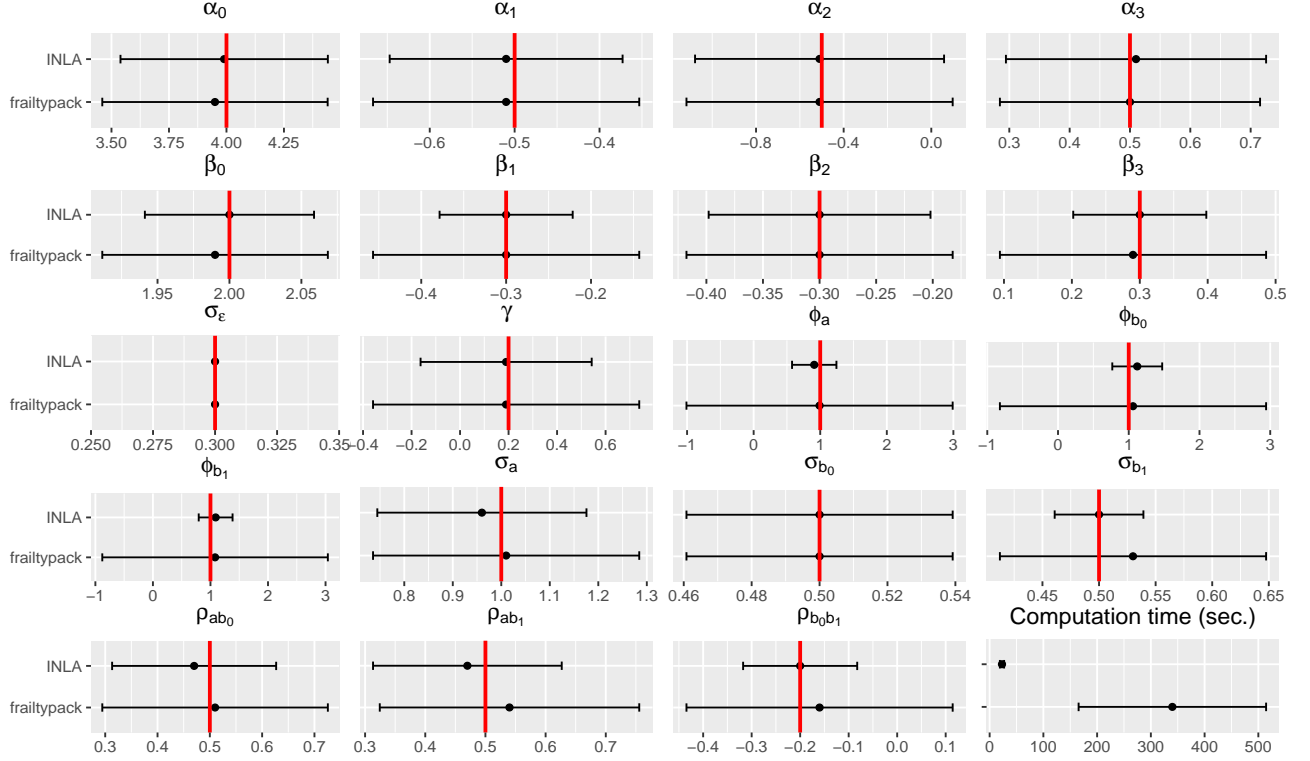 α0 α1 α2 α3
INLA
frailtypack
3.50 3.75 4.00 4.25 −0.6 −0.5 −0.4 −0.8 −0.4 0.0 0.3 0.4 0.5 0.6 0.7
β0 β1 β2 β3
INLA
frailtypack
1.95 2.00 2.05 −0.4 −0.3 −0.2 −0.40 −0.35 −0.30 −0.25 −0.20 0.1 0.2 0.3 0.4 0.5
σε γ ϕa ϕb0
INLA
frailtypack
0.250 0.275 0.300 0.325 0.350 −0.4 −0.2 0.0 0.2 0.4 0.6 −1 0 1 2 3 −1 0 1 2 3
ϕb1 σa σb0 σb1
INLA
frailtypack
−1 0 1 2 3 0.8 0.9 1.0 1.1 1.2 1.3 0.46 0.48 0.50 0.52 0.54 0.45 0.50 0.55 0.60 0.65
ρab0 ρab1 ρb0b1 Computation time (sec.)
INLA
frailtypack
0.3 0.4 0.5 0.6 0.7 0.3 0.4 0.5 0.6 0.7 −0.4 −0.3 −0.2 −0.1 0.0 0.1 0 100 200 300 400 500